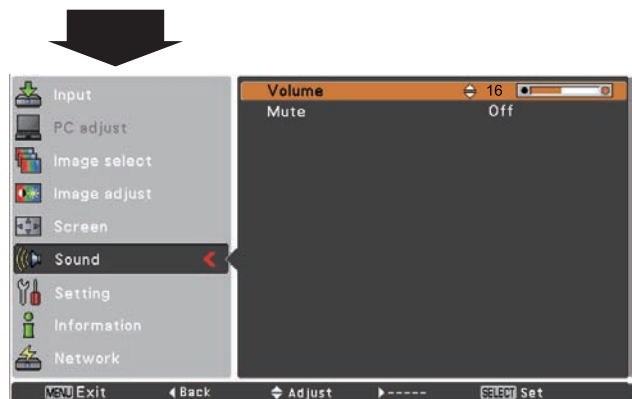 Input
PC adjust
Image select
Image adjust
Screen
Sound
Setting
Information
Network
Volume 16
Mute Off
MENU Exit Back Adjust ----- SELECT Set